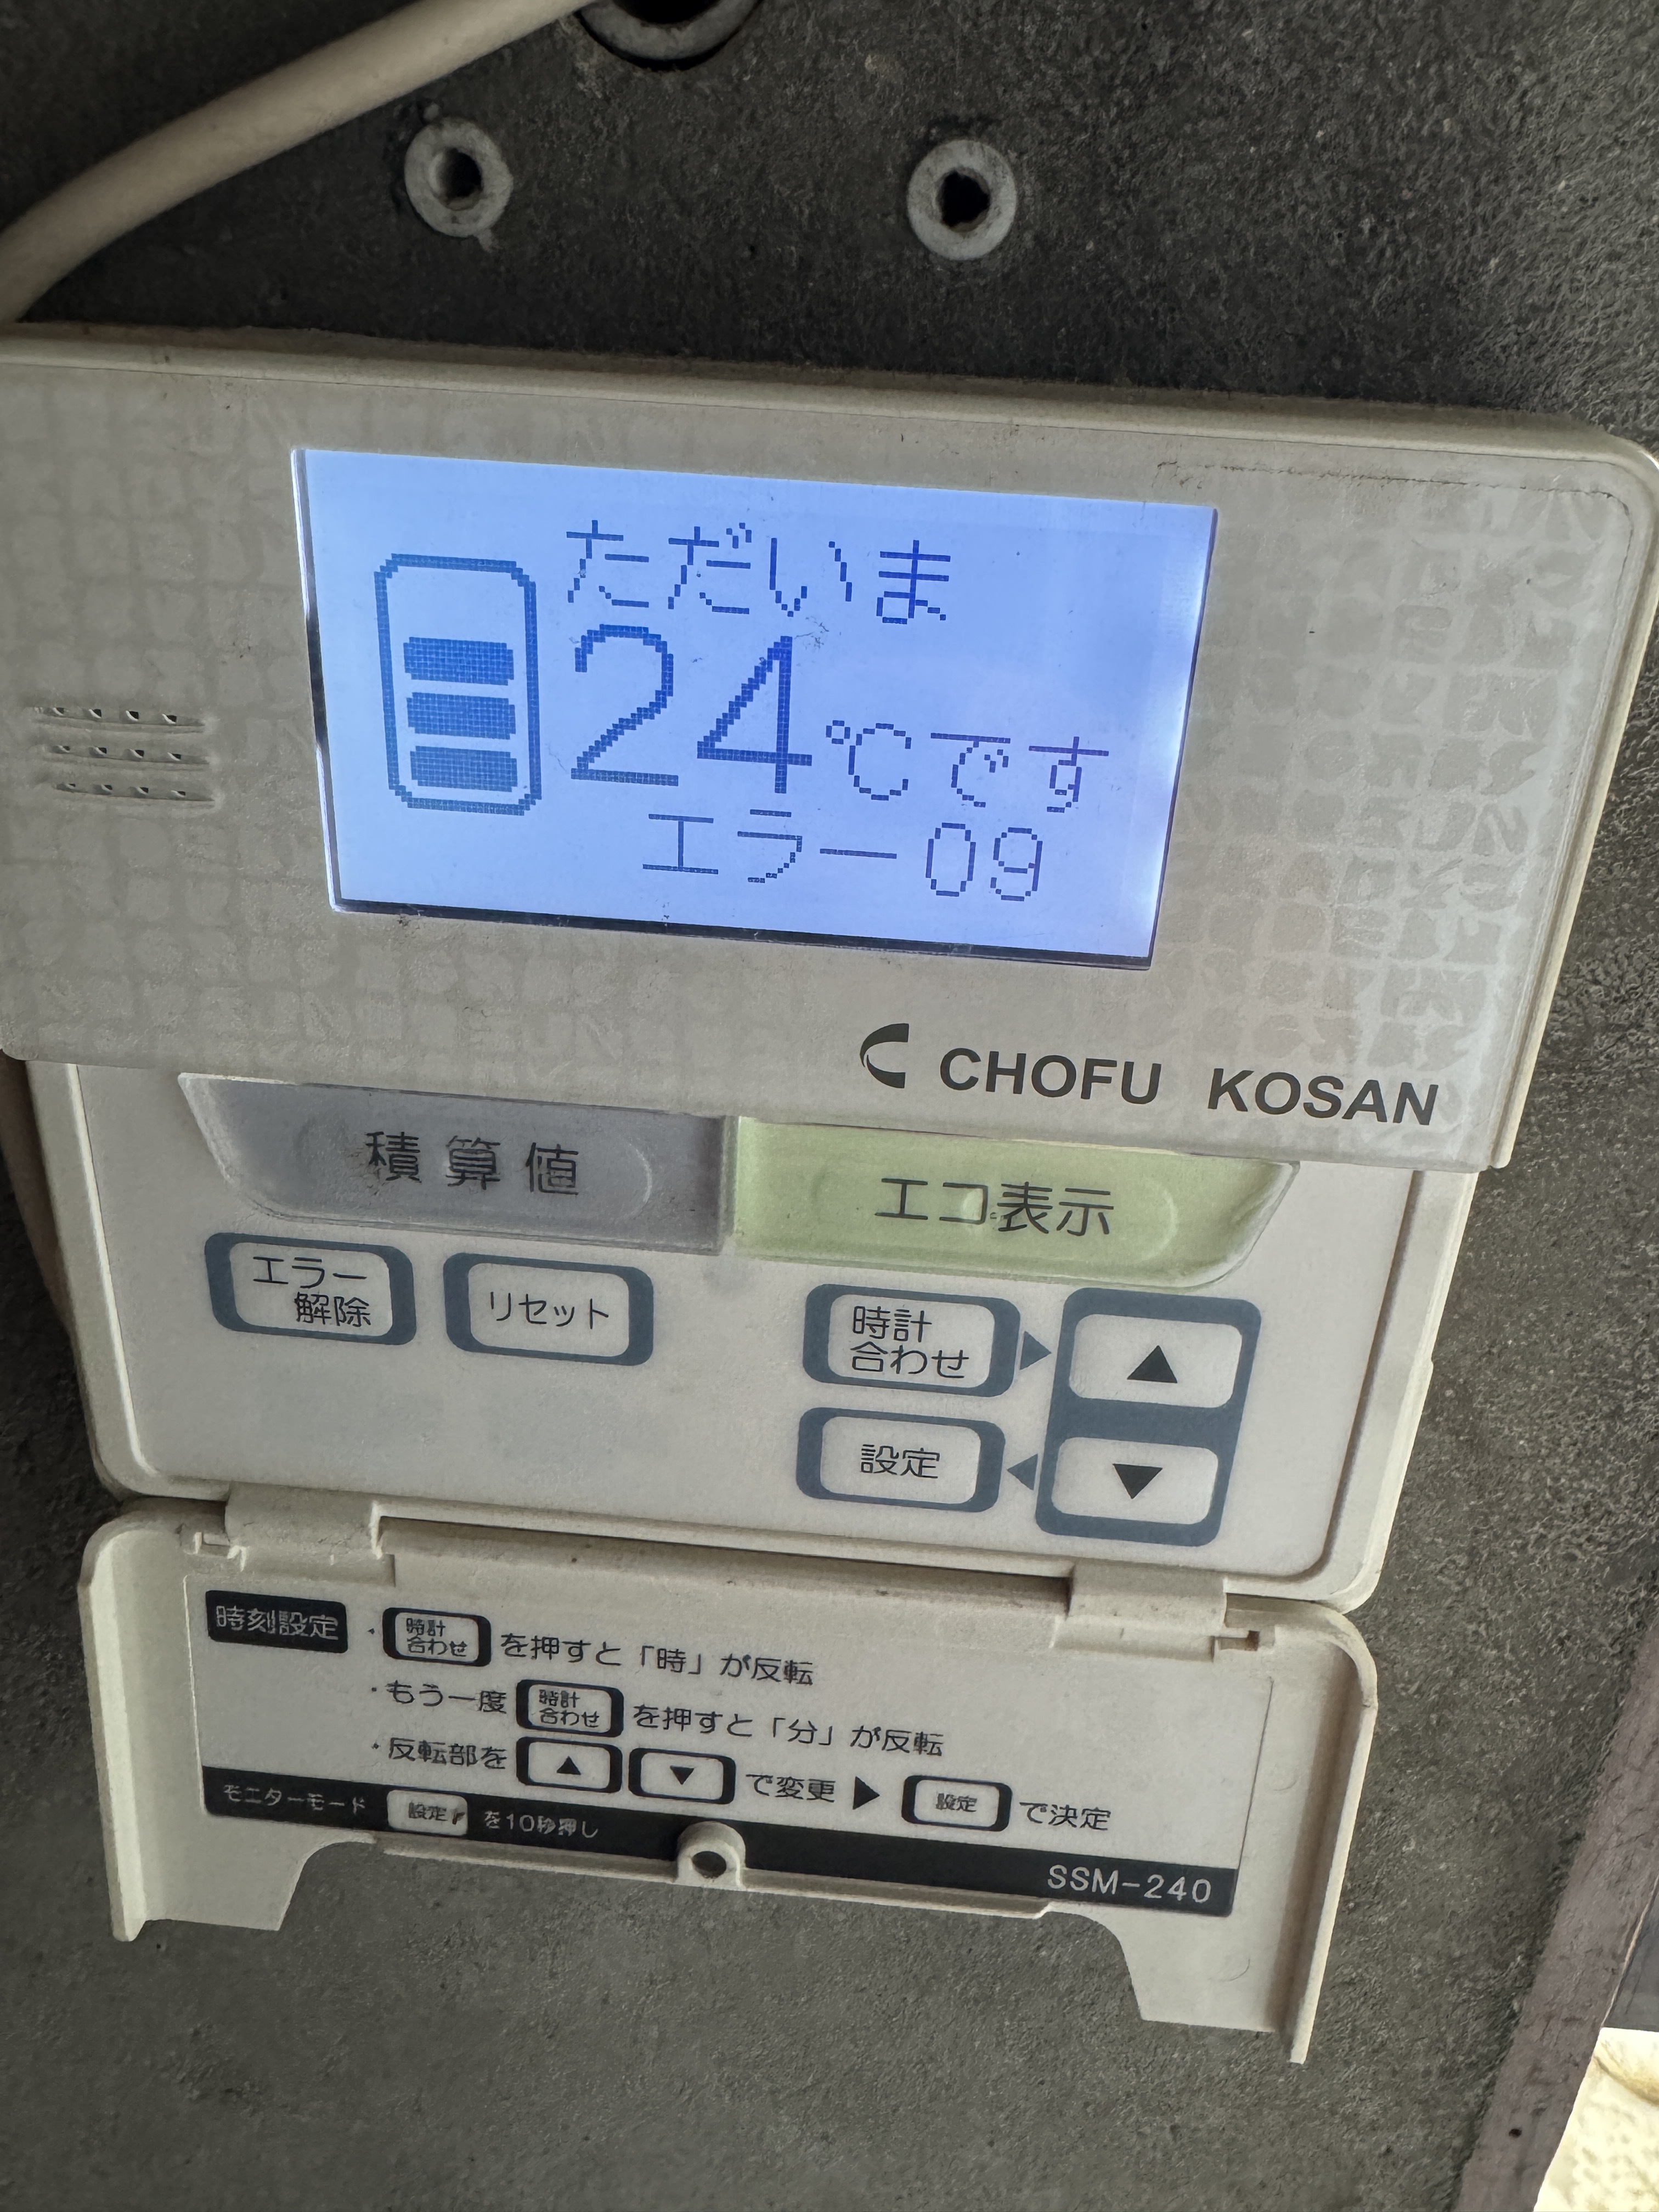 ただいま
24℃です
エラー09
CHOFU KOSAN
積算値
エコ表示
エラー
解除
リセット
時計
合わせ
▶
▲
設定
◀
▼
時刻設定
・時計合わせを押すと「時」が反転
・もう一度時計合わせを押すと「分」が反転
・反転部を▲▼で変更▶設定で決定
モニターモード 設定を10秒押し
SSM-240